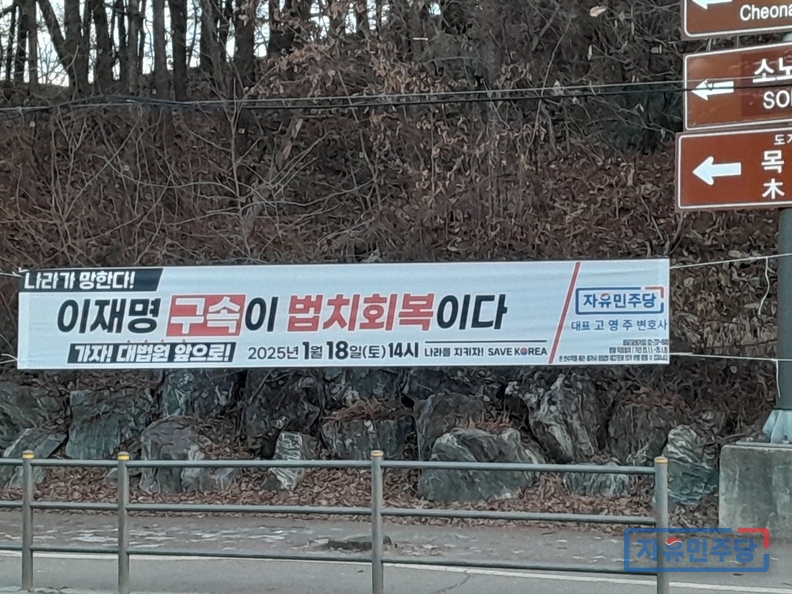 Cheona
소노
SOI
도기
목
木
나라가 망한다!
이재명 구속이 법치회복이다
가자! 대법원 앞으로! 2025년 1월 18일(토) 14시 나라를 지키자! SAVE KOREA
자유민주당
대표 고영주 변호사
자유민주당